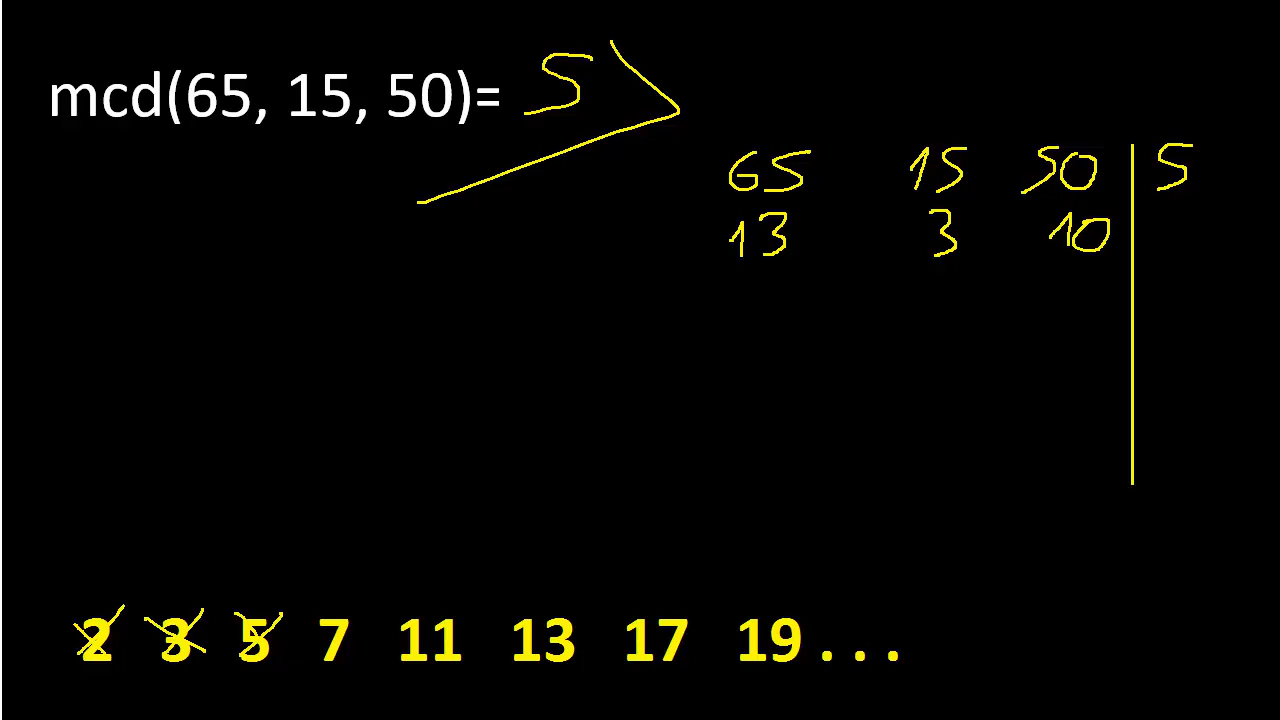 mcd(65, 15, 50)= 5
65 15 50 5
13 3 10
2 3 5 7 11 13 17 19 . . .